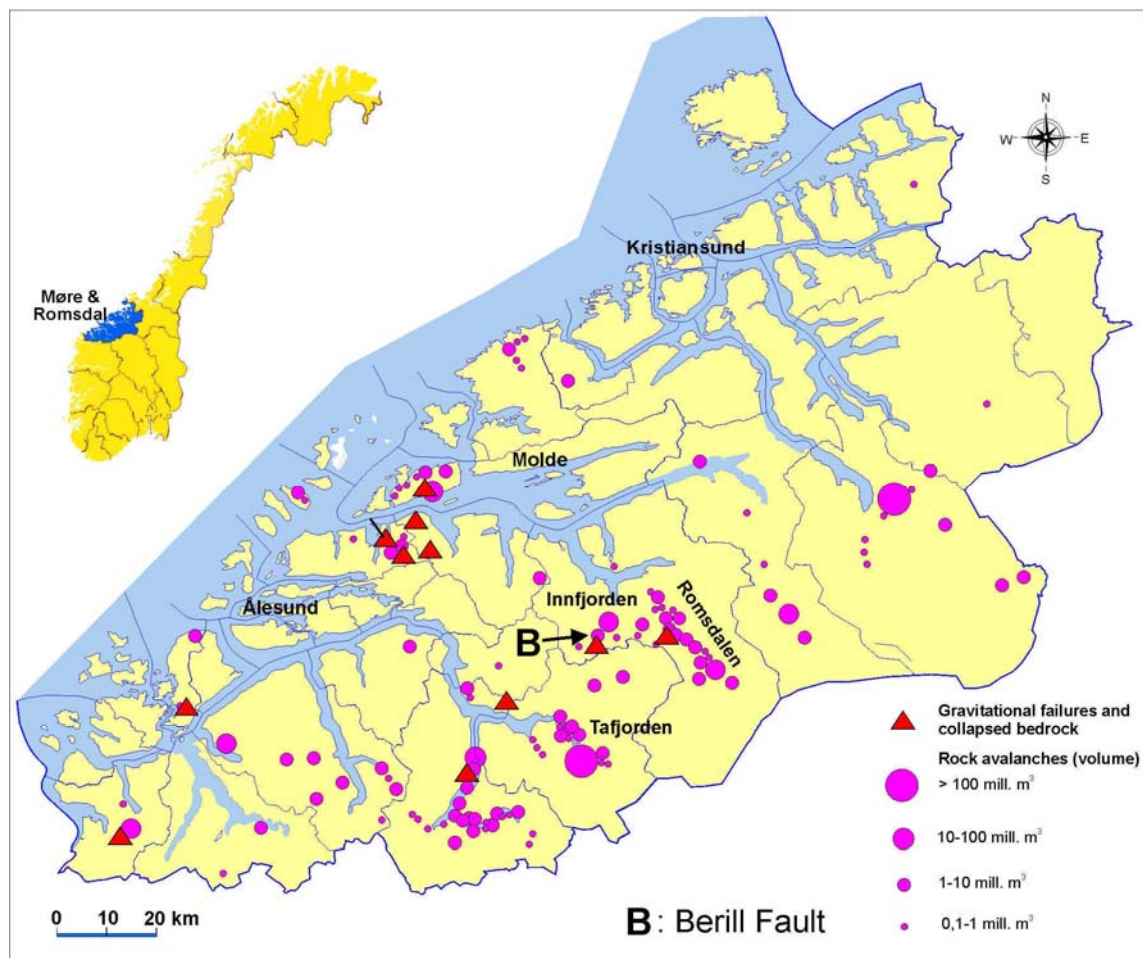 Møre &
Romsdal
N
W
E
S
Kristiansund
Molde
Ålesund
Innfjorden
Romsdalen
B
Tafjorden
Gravitational failures and
collapsed bedrock
Rock avalanches (volume)
> 100 mill. m³
10-100 mill. m³
1-10 mill. m³
0,1-1 mill. m³
0 10 20 km
B : Berill Fault